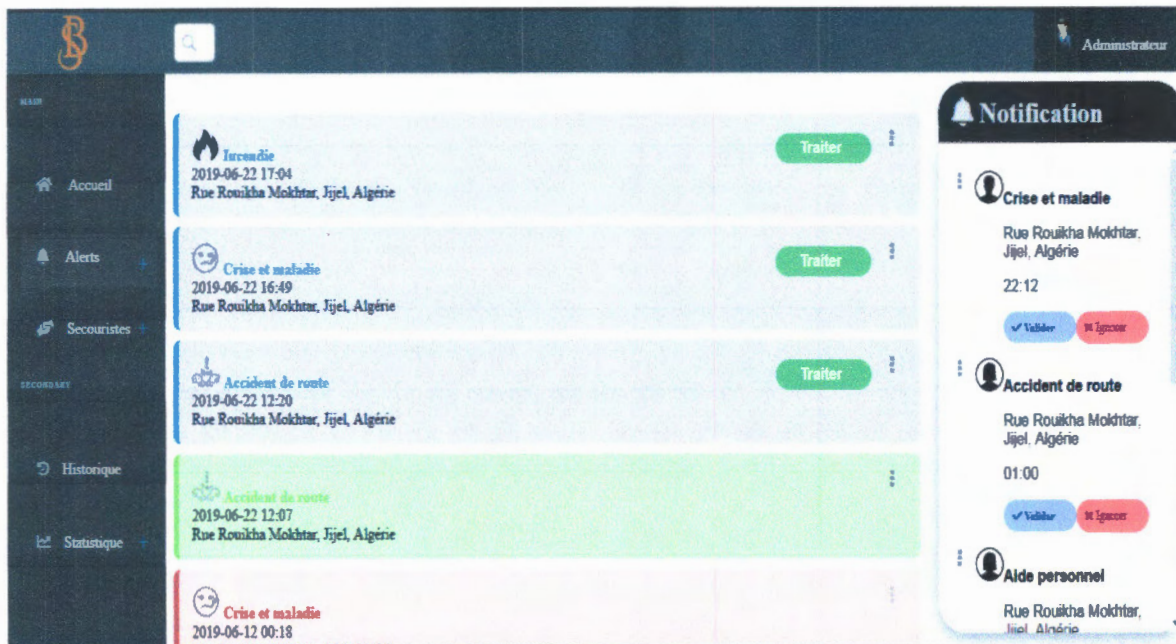 Administrateur
MAIN
Accueil
Alerts +
Secouristes +
SECONDARY
Historique
Statistique +
Incendie
2019-06-22 17:04
Rue Rouikha Mokhtar, Jijel, Algérie
Traiter
Crise et maladie
2019-06-22 16:49
Rue Rouikha Mokhtar, Jijel, Algérie
Traiter
Accident de route
2019-06-22 12:20
Rue Rouikha Mokhtar, Jijel, Algérie
Traiter
Accident de route
2019-06-22 12:07
Rue Rouikha Mokhtar, Jijel, Algérie
Crise et maladie
2019-06-12 00:18
Notification
Crise et maladie
Rue Rouikha Mokhtar,
Jijel, Algérie
22:12
Valider Ignorer
Accident de route
Rue Rouikha Mokhtar,
Jijel, Algérie
01:00
Valider Ignorer
Aide personnel
Rue Rouikha Mokhtar,
Jijel, Algérie